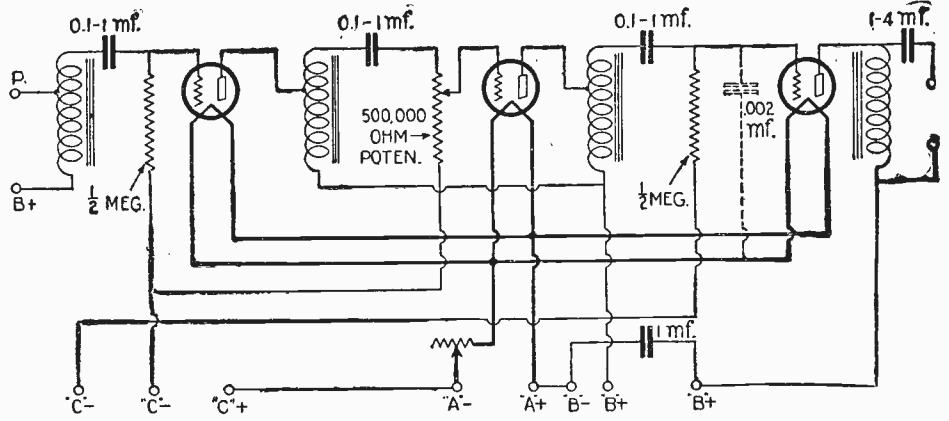 0.1-1 mf.
0.1-1 mf.
0.1-1 mf.
1-4 mf.
P.
B+
½ MEG.
500,000
OHM
POTEN.
½ MEG.
.002
mf.
1 mf.
"C"-
"C"-
"C"+
"A"-
"A+
"B"-
"B"+
"B"+